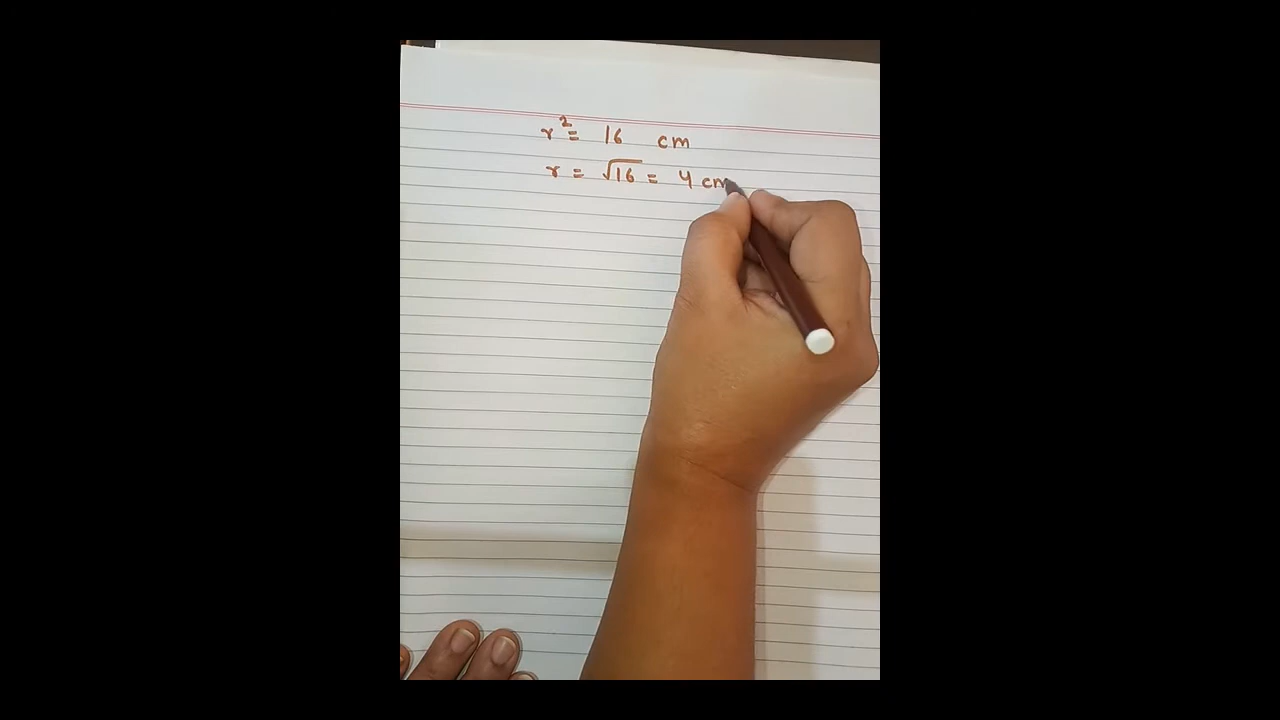 r² = 16 cm
r = √16 = 4 cm